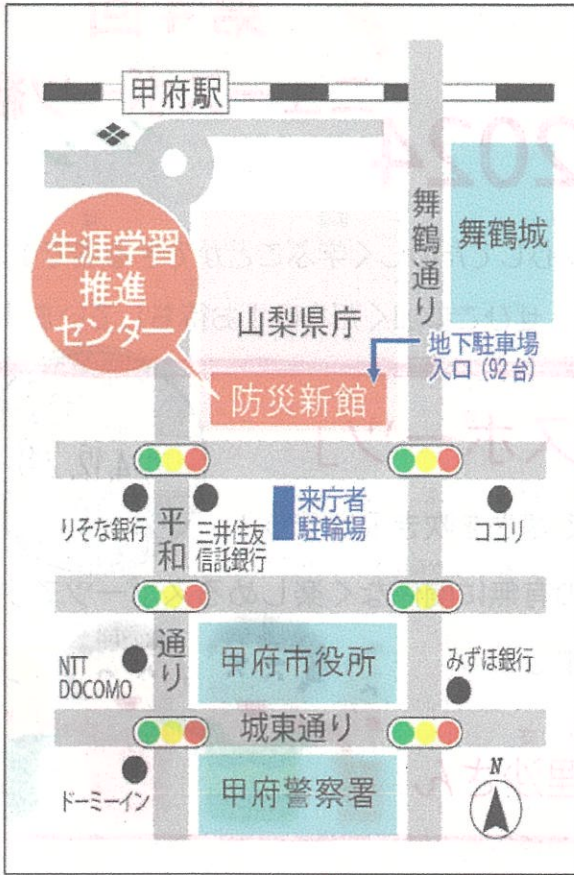 甲府駅
2024
舞鶴通り
舞鶴城
生涯学習
推進
センター
山梨県庁
地下駐車場
入口(92台)
防災新館
りそな銀行
平和
三井住友
信託銀行
来庁者
駐輪場
ココリ
通り
NTT
DOCOMO
甲府市役所
みずほ銀行
城東通り
ドーミーイン
甲府警察署
N